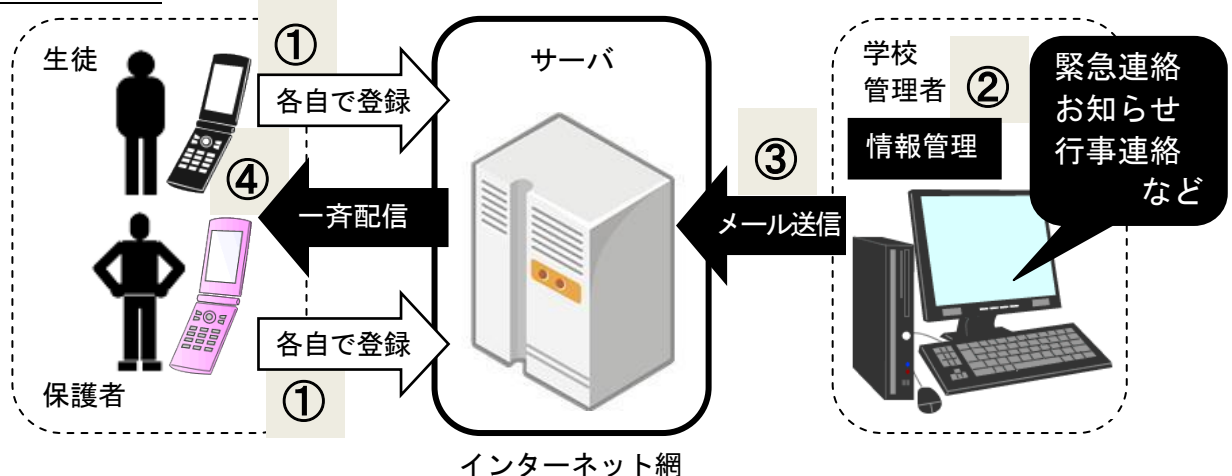 生徒
①
各自で登録
④
一斉配信
各自で登録
①
保護者
サーバ
インターネット網
③
メール送信
学校
管理者
②
情報管理
緊急連絡
お知らせ
行事連絡
など